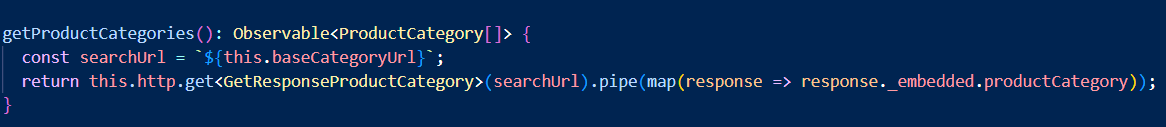 getProductCategories(): Observable<ProductCategory[]> {
const searchUrl = `${this.baseCategoryUrl}`;
return this.http.get<GetResponseProductCategory>(searchUrl).pipe(map(response => response._embedded.productCategory));
}